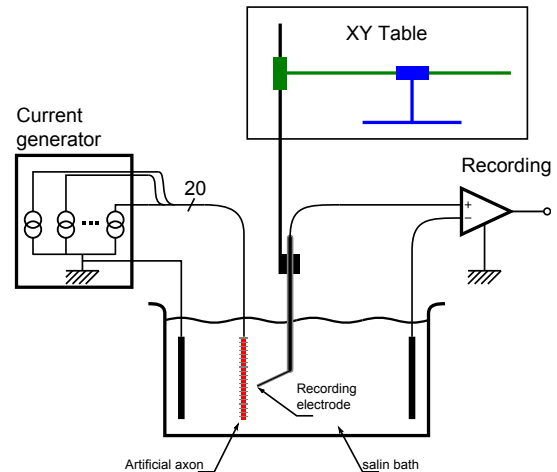 XY Table
Current
generator
Recording
20
+
−
Recording
electrode
Artificial axon
salin bath